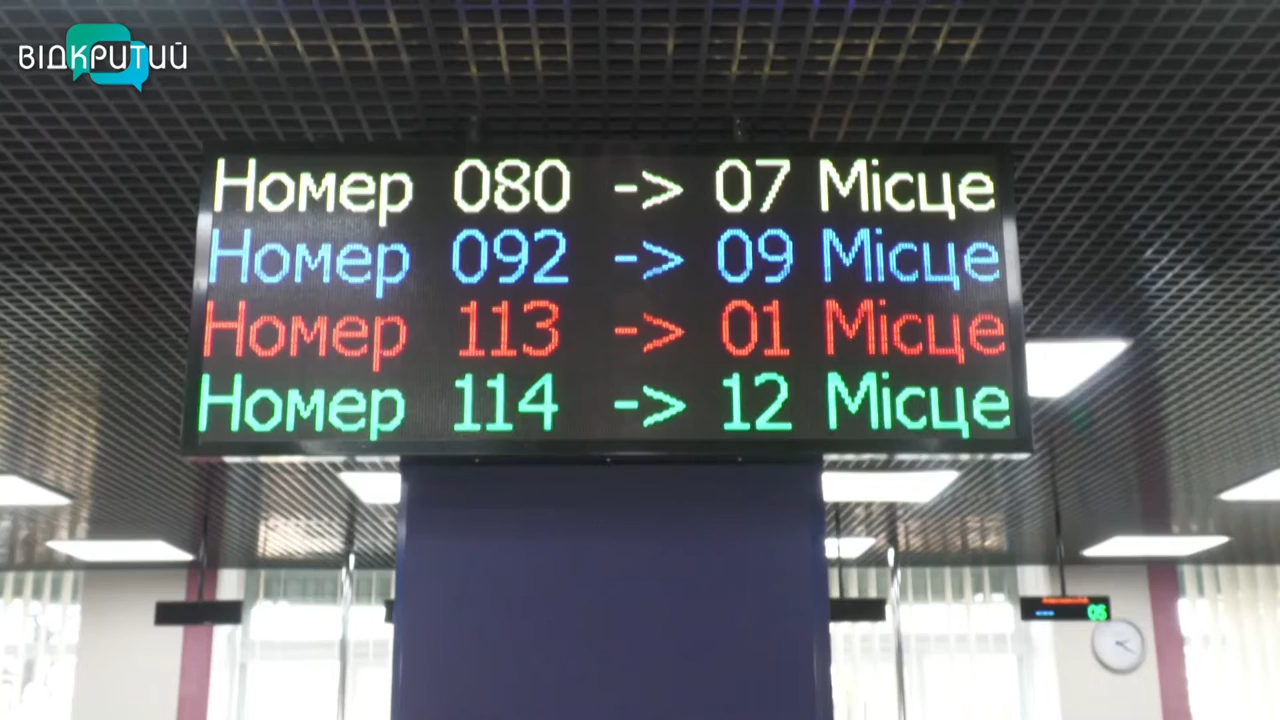 ВІДКРИТИЙ
Номер 080 -> 07 Місце
Номер 092 -> 09 Місце
Номер 113 -> 01 Місце
Номер 114 -> 12 Місце
05